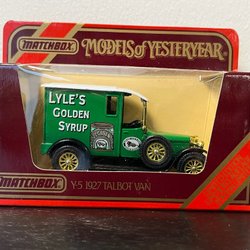 MATCHBOX
MODELS of YESTERYEAR
LYLE'S
GOLDEN
SYRUP
MATCHBOX
Y-5 1927 TALBOT VAN